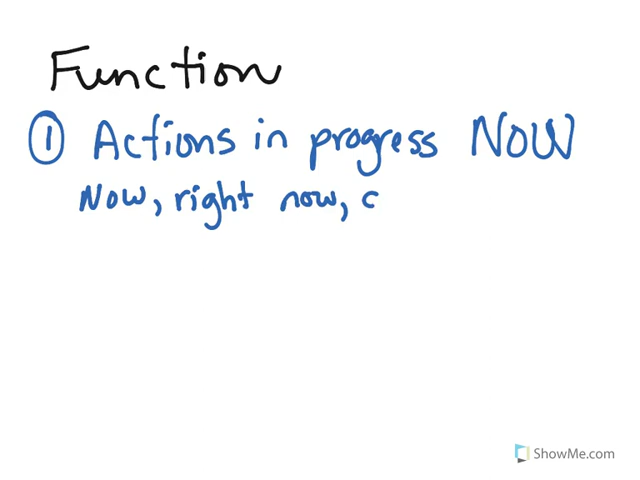 Function
① Actions in progress NOW
Now, right now, c
ShowMe.com